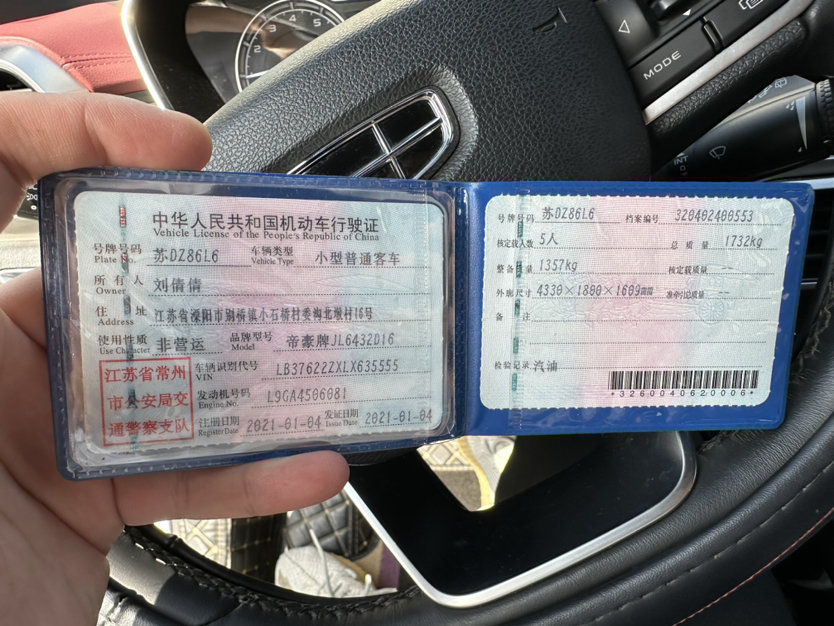 MODE
INT
中华人民共和国机动车行驶证
Vehicle License of the People's Republic of China
号牌号码 Plate No. 苏DZ86L6 车辆类型 Vehicle Type 小型普通客车
所有人 Owner 刘倩倩
住址 Address 江苏省溧阳市别桥镇小石桥村委沟北堰村16号
使用性质 Use Character 非营运 品牌型号 Model 帝豪牌JL6432D16
江苏省常州
市公安局交
通警察支队
车辆识别代号 VIN LB37622ZXLX635555
发动机号码 Engine No. L9GA4506081
注册日期 Register Date 2021-01-04 发证日期 Issue Date 2021-01-04
号牌号码 苏DZ86L6 档案编号 320402400553
核定载人数 5人 总质量 1732kg
整备质量 1357kg 核定载质量 --
外廓尺寸 4330×1800×1609mm 准牵引总质量 --
备注
检验记录 汽油
*3260040620006*